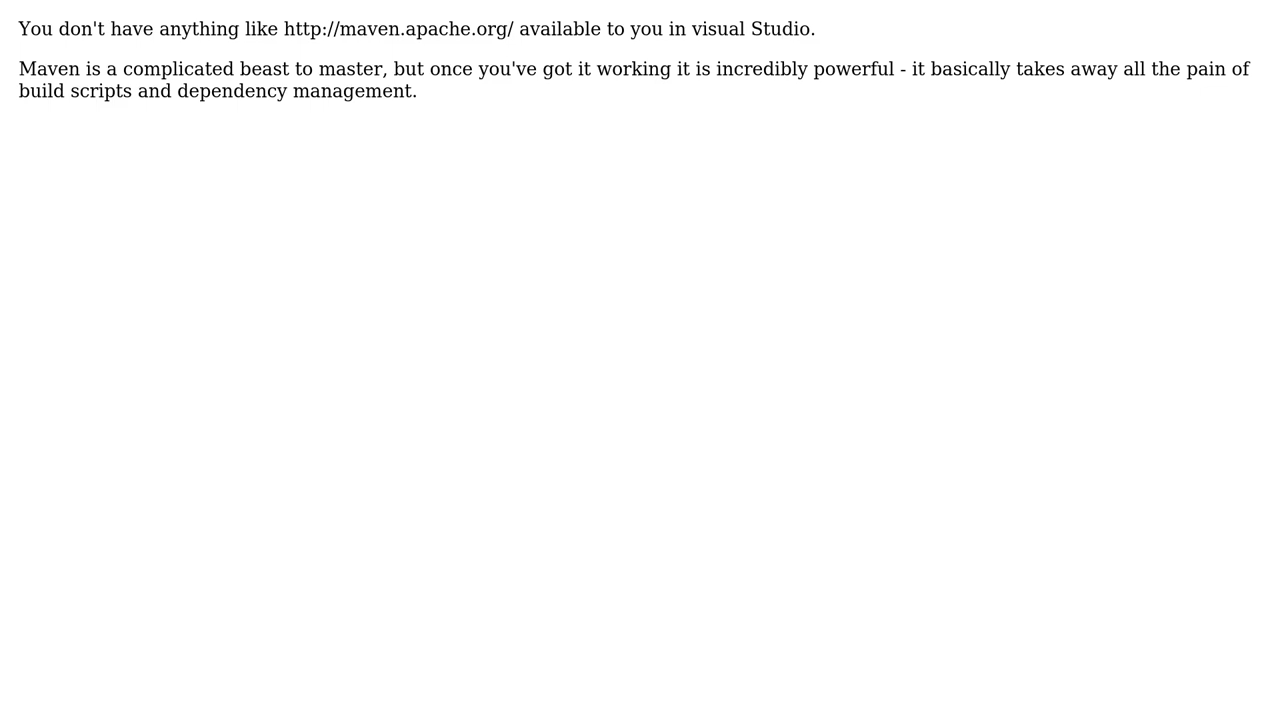 You don't have anything like http://maven.apache.org/ available to you in visual Studio.
Maven is a complicated beast to master, but once you've got it working it is incredibly powerful - it basically takes away all the pain of
build scripts and dependency management.